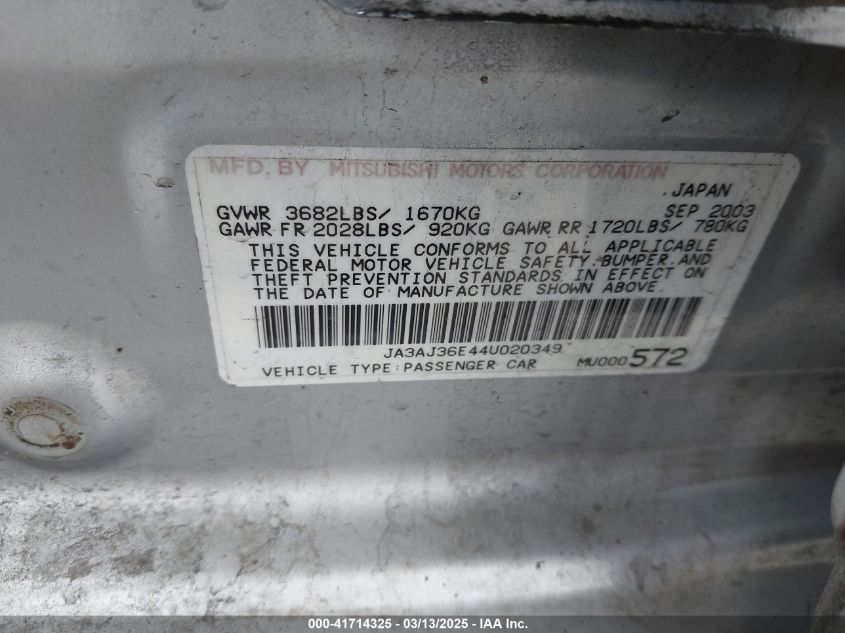 MFD. BY MITSUBISHI MOTORS CORPORATION
.JAPAN
GVWR 3682LBS/ 1670KG SEP 2003
GAWR FR 2028LBS/ 920KG GAWR RR 1720LBS/ 780KG
THIS VEHICLE CONFORMS TO ALL APPLICABLE
FEDERAL MOTOR VEHICLE SAFETY.BUMPER.AND
THEFT PREVENTION STANDARDS IN EFFECT ON
THE DATE OF MANUFACTURE SHOWN ABOVE.
JA3AJ36E44U020349
VEHICLE TYPE:PASSENGER CAR MU000572
000-41714325 - 03/13/2025 - IAA Inc.